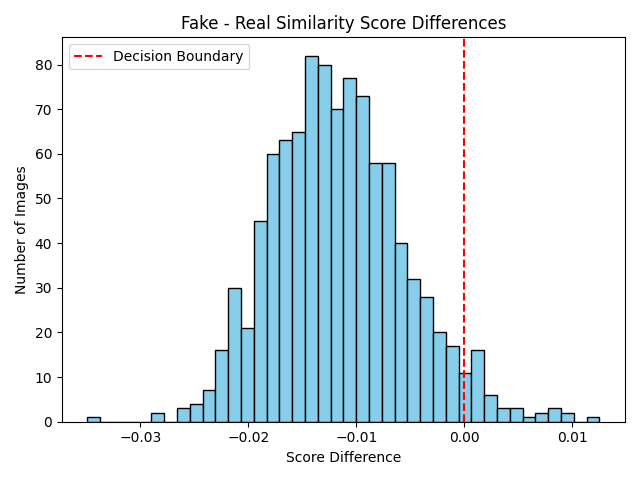 Fake - Real Similarity Score Differences
Decision Boundary
80
70
60
50
40
30
20
10
0
Number of Images
−0.03 −0.02 −0.01 0.00 0.01
Score Difference